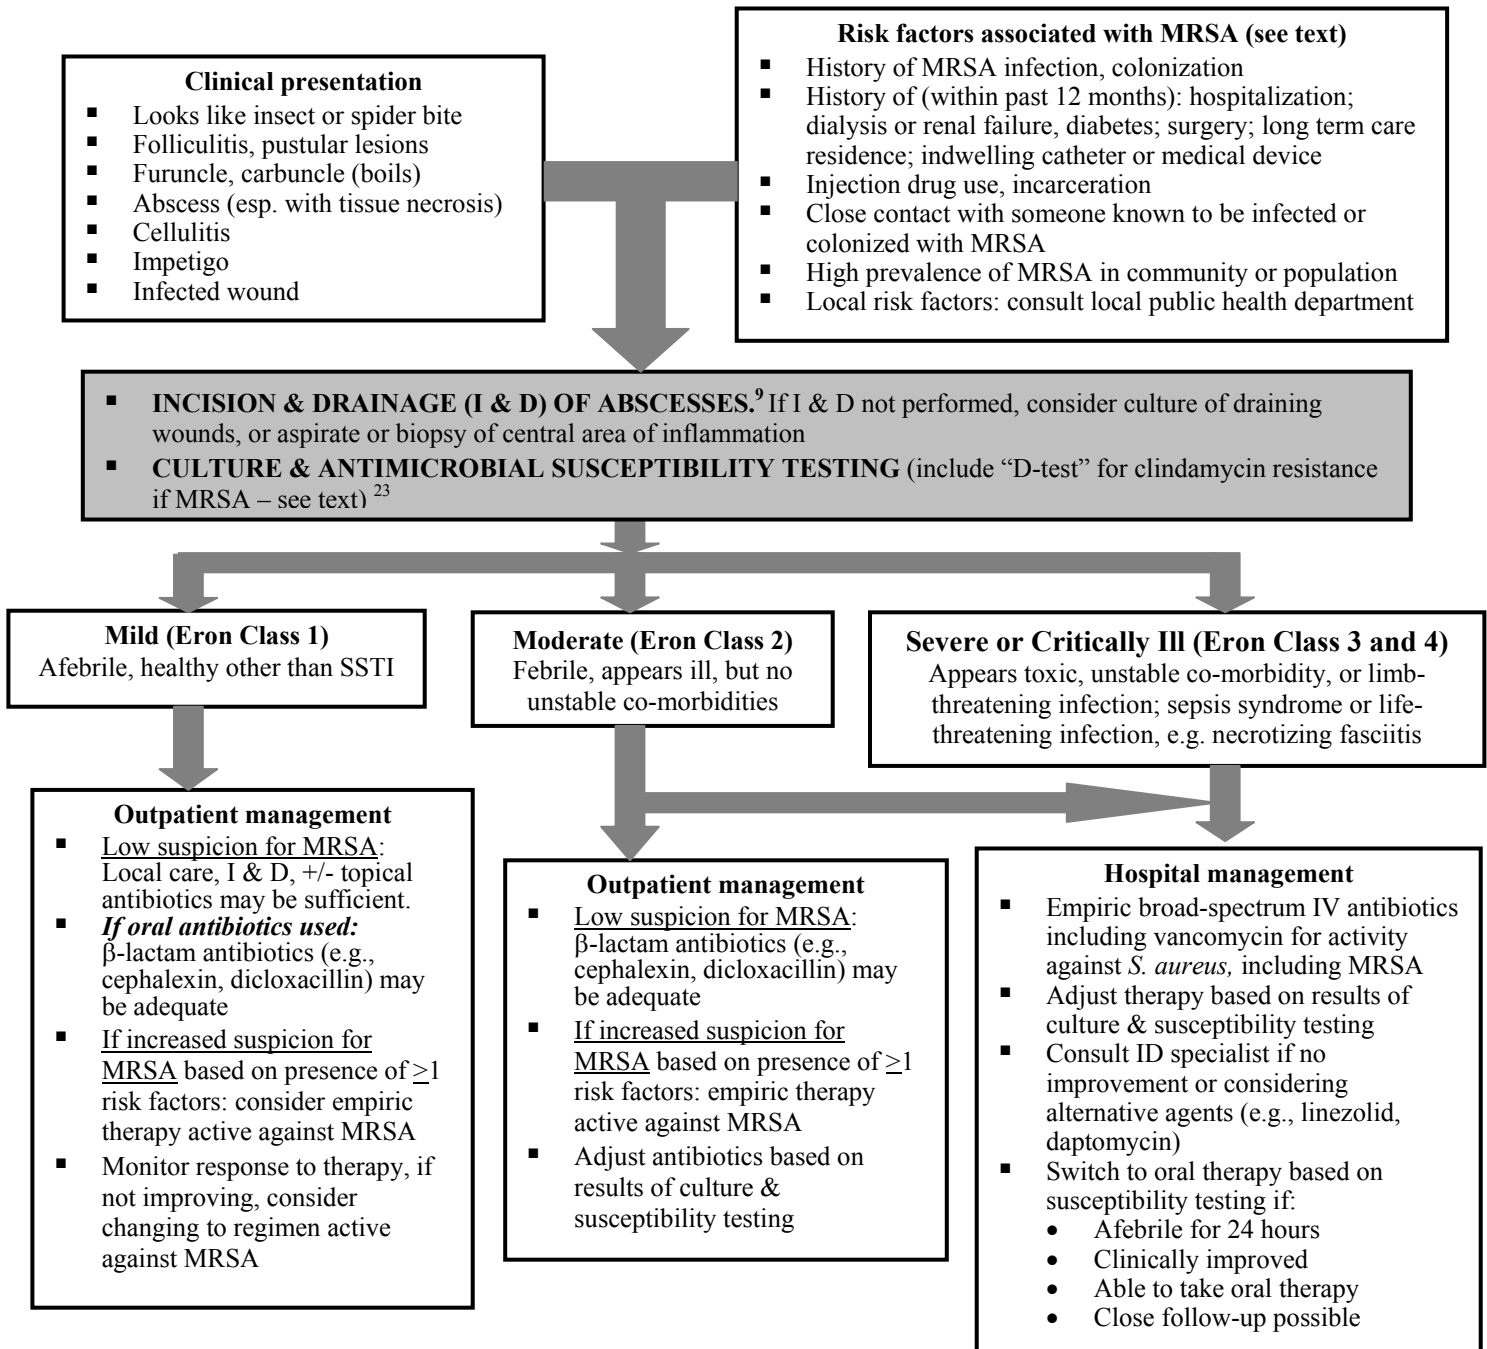 Clinical presentation
▪ Looks like insect or spider bite
▪ Folliculitis, pustular lesions
▪ Furuncle, carbuncle (boils)
▪ Abscess (esp. with tissue necrosis)
▪ Cellulitis
▪ Impetigo
▪ Infected wound
Risk factors associated with MRSA (see text)
▪ History of MRSA infection, colonization
▪ History of (within past 12 months): hospitalization;
dialysis or renal failure, diabetes; surgery; long term care
residence; indwelling catheter or medical device
▪ Injection drug use, incarceration
▪ Close contact with someone known to be infected or
colonized with MRSA
▪ High prevalence of MRSA in community or population
▪ Local risk factors: consult local public health department
▪ INCISION & DRAINAGE (I & D) OF ABSCESSES.9 If I & D not performed, consider culture of draining
wounds, or aspirate or biopsy of central area of inflammation
▪ CULTURE & ANTIMICROBIAL SUSCEPTIBILITY TESTING (include “D-test” for clindamycin resistance
if MRSA – see text) 23
Mild (Eron Class 1)
Afebrile, healthy other than SSTI
Moderate (Eron Class 2)
Febrile, appears ill, but no
unstable co-morbidities
Severe or Critically Ill (Eron Class 3 and 4)
Appears toxic, unstable co-morbidity, or limb-
threatening infection; sepsis syndrome or life-
threatening infection, e.g. necrotizing fasciitis
Outpatient management
▪ Low suspicion for MRSA:
Local care, I & D, +/- topical
antibiotics may be sufficient.
▪ If oral antibiotics used:
β-lactam antibiotics (e.g.,
cephalexin, dicloxacillin) may
be adequate
▪ If increased suspicion for
MRSA based on presence of ≥1
risk factors: consider empiric
therapy active against MRSA
▪ Monitor response to therapy, if
not improving, consider
changing to regimen active
against MRSA
Outpatient management
▪ Low suspicion for MRSA:
β-lactam antibiotics (e.g.,
cephalexin, dicloxacillin) may
be adequate
▪ If increased suspicion for
MRSA based on presence of ≥1
risk factors: empiric therapy
active against MRSA
▪ Adjust antibiotics based on
results of culture &
susceptibility testing
Hospital management
▪ Empiric broad-spectrum IV antibiotics
including vancomycin for activity
against S. aureus, including MRSA
▪ Adjust therapy based on results of
culture & susceptibility testing
▪ Consult ID specialist if no
improvement or considering
alternative agents (e.g., linezolid,
daptomycin)
▪ Switch to oral therapy based on
susceptibility testing if:
• Afebrile for 24 hours
• Clinically improved
• Able to take oral therapy
• Close follow-up possible